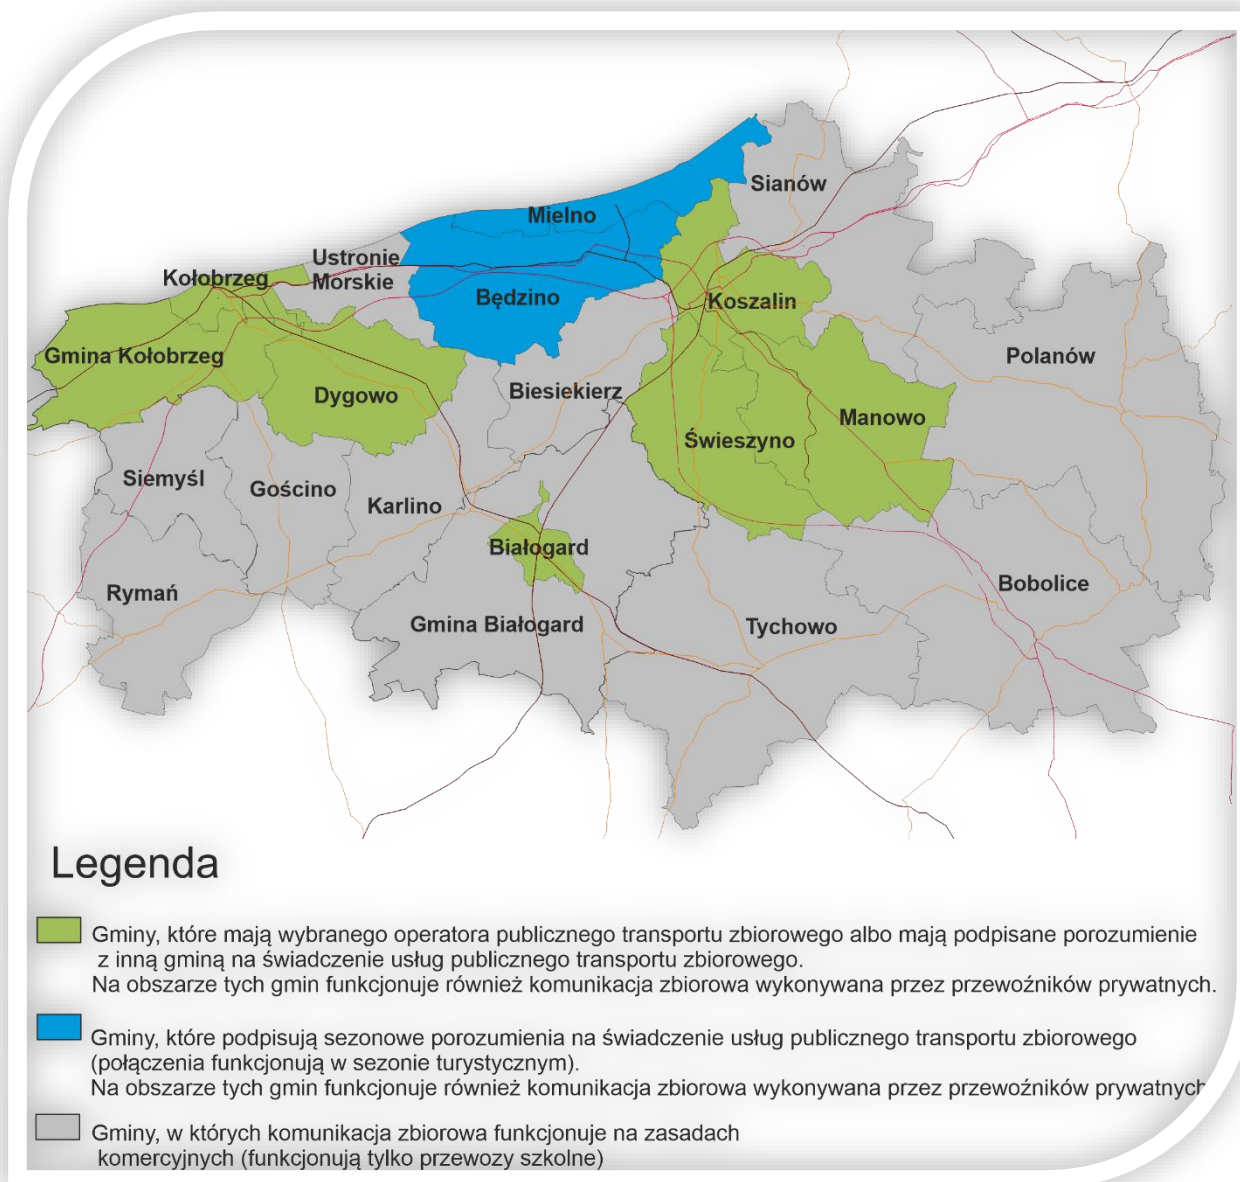 Sianów
Mielno
Ustronie
Morskie
Kołobrzeg
Będzino
Koszalin
Gmina Kołobrzeg
Polanów
Dygowo
Biesiekierz
Manowo
Świeszyno
Siemyśl
Gościno
Karlino
Białogard
Rymań
Bobolice
Gmina Białogard
Tychowo
Legenda
Gminy, które mają wybranego operatora publicznego transportu zbiorowego albo mają podpisane porozumienie
z inną gminą na świadczenie usług publicznego transportu zbiorowego.
Na obszarze tych gmin funkcjonuje również komunikacja zbiorowa wykonywana przez przewoźników prywatnych.
Gminy, które podpisują sezonowe porozumienia na świadczenie usług publicznego transportu zbiorowego
(połączenia funkcjonują w sezonie turystycznym).
Na obszarze tych gmin funkcjonuje również komunikacja zbiorowa wykonywana przez przewoźników prywatnych
Gminy, w których komunikacja zbiorowa funkcjonuje na zasadach
komercyjnych (funkcjonują tylko przewozy szkolne)